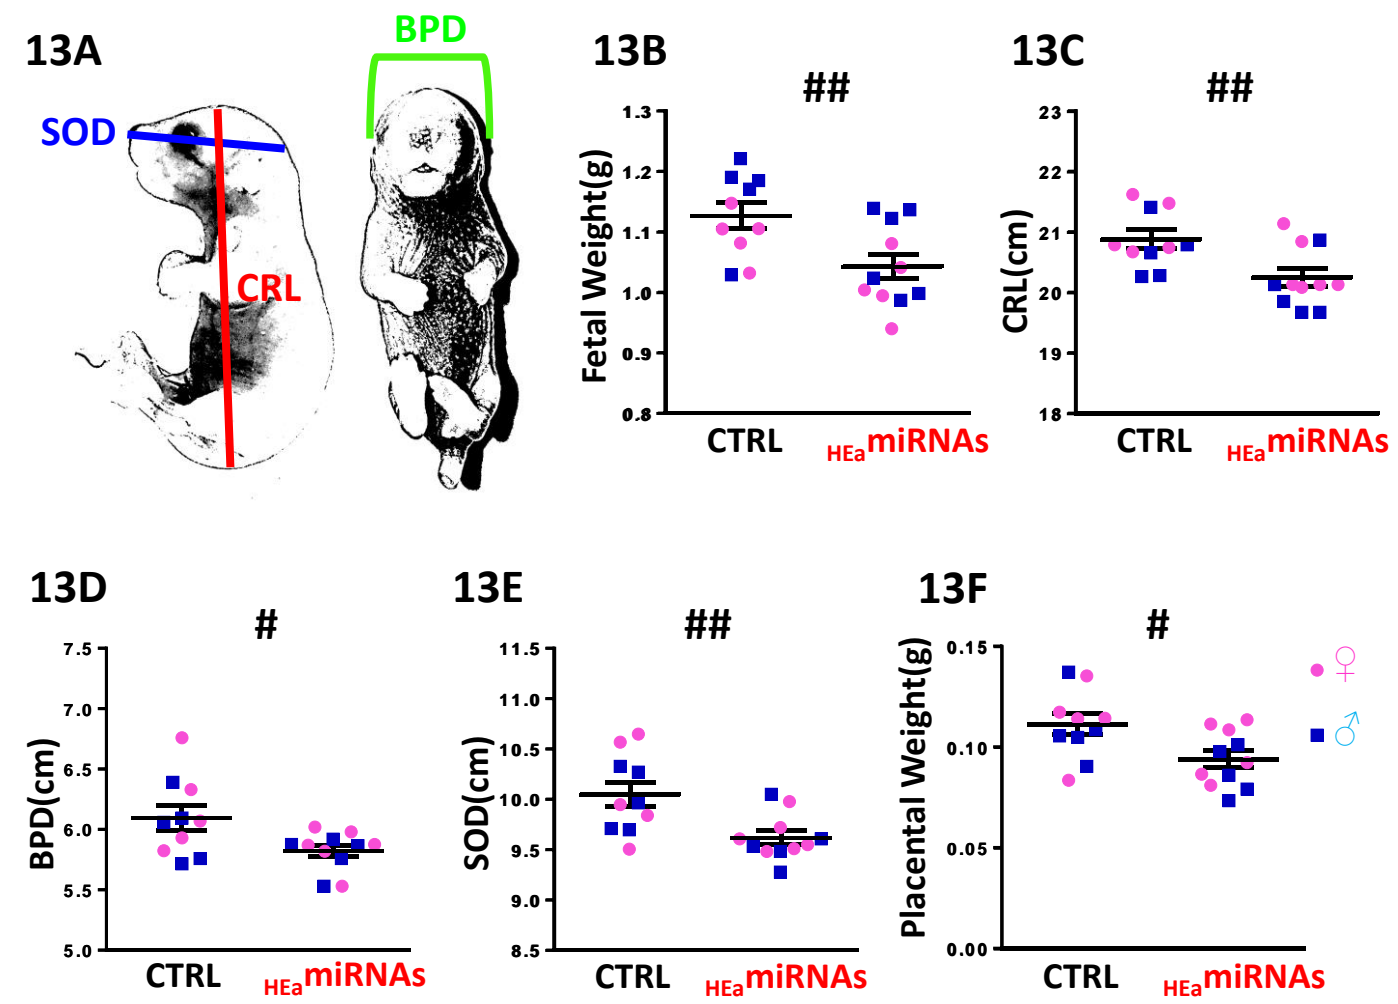 13A
BPD
SOD
CRL
13B
##
Fetal Weight(g)
1.3
1.2
1.1
1.0
0.9
0.8
CTRL
HEamiRNAs
13C
##
CRL(cm)
23
22
21
20
19
18
CTRL
HEamiRNAs
13D
#
BPD(cm)
7.5
7.0
6.5
6.0
5.5
5.0
CTRL
HEamiRNAs
13E
##
SOD(cm)
11.5
11.0
10.5
10.0
9.5
9.0
8.5
CTRL
HEamiRNAs
13F
#
Placental Weight(g)
0.15
0.10
0.05
0.00
CTRL
HEamiRNAs
♀
♂